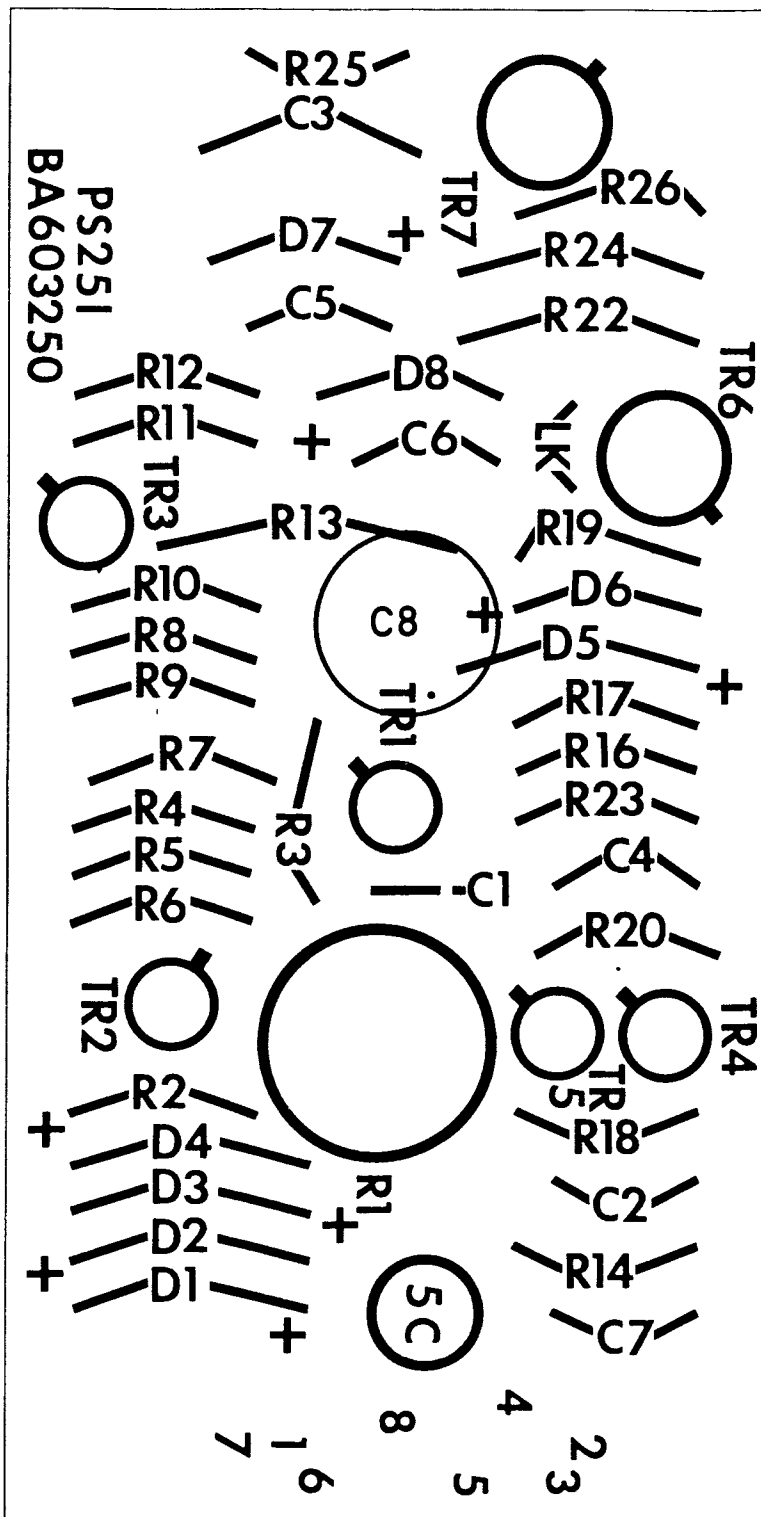 R25
C3
TR7
R26
PS251
BA603250
D7
+
R24
C5
R22
R12
D8
TR6
R11
+
C6
LK
TR3
R13
R19
R10
C8
+
D6
R8
D5
R9
TR1
R17
+
R7
R16
R4
R3
R23
R5
C4
R6
C1
R20
TR2
TR4
TR
5
R2
+
R18
D4
D3
R1
C2
+
D2
+
R14
D1
5C
+
C7
4
8
7
1
2
6
5
3